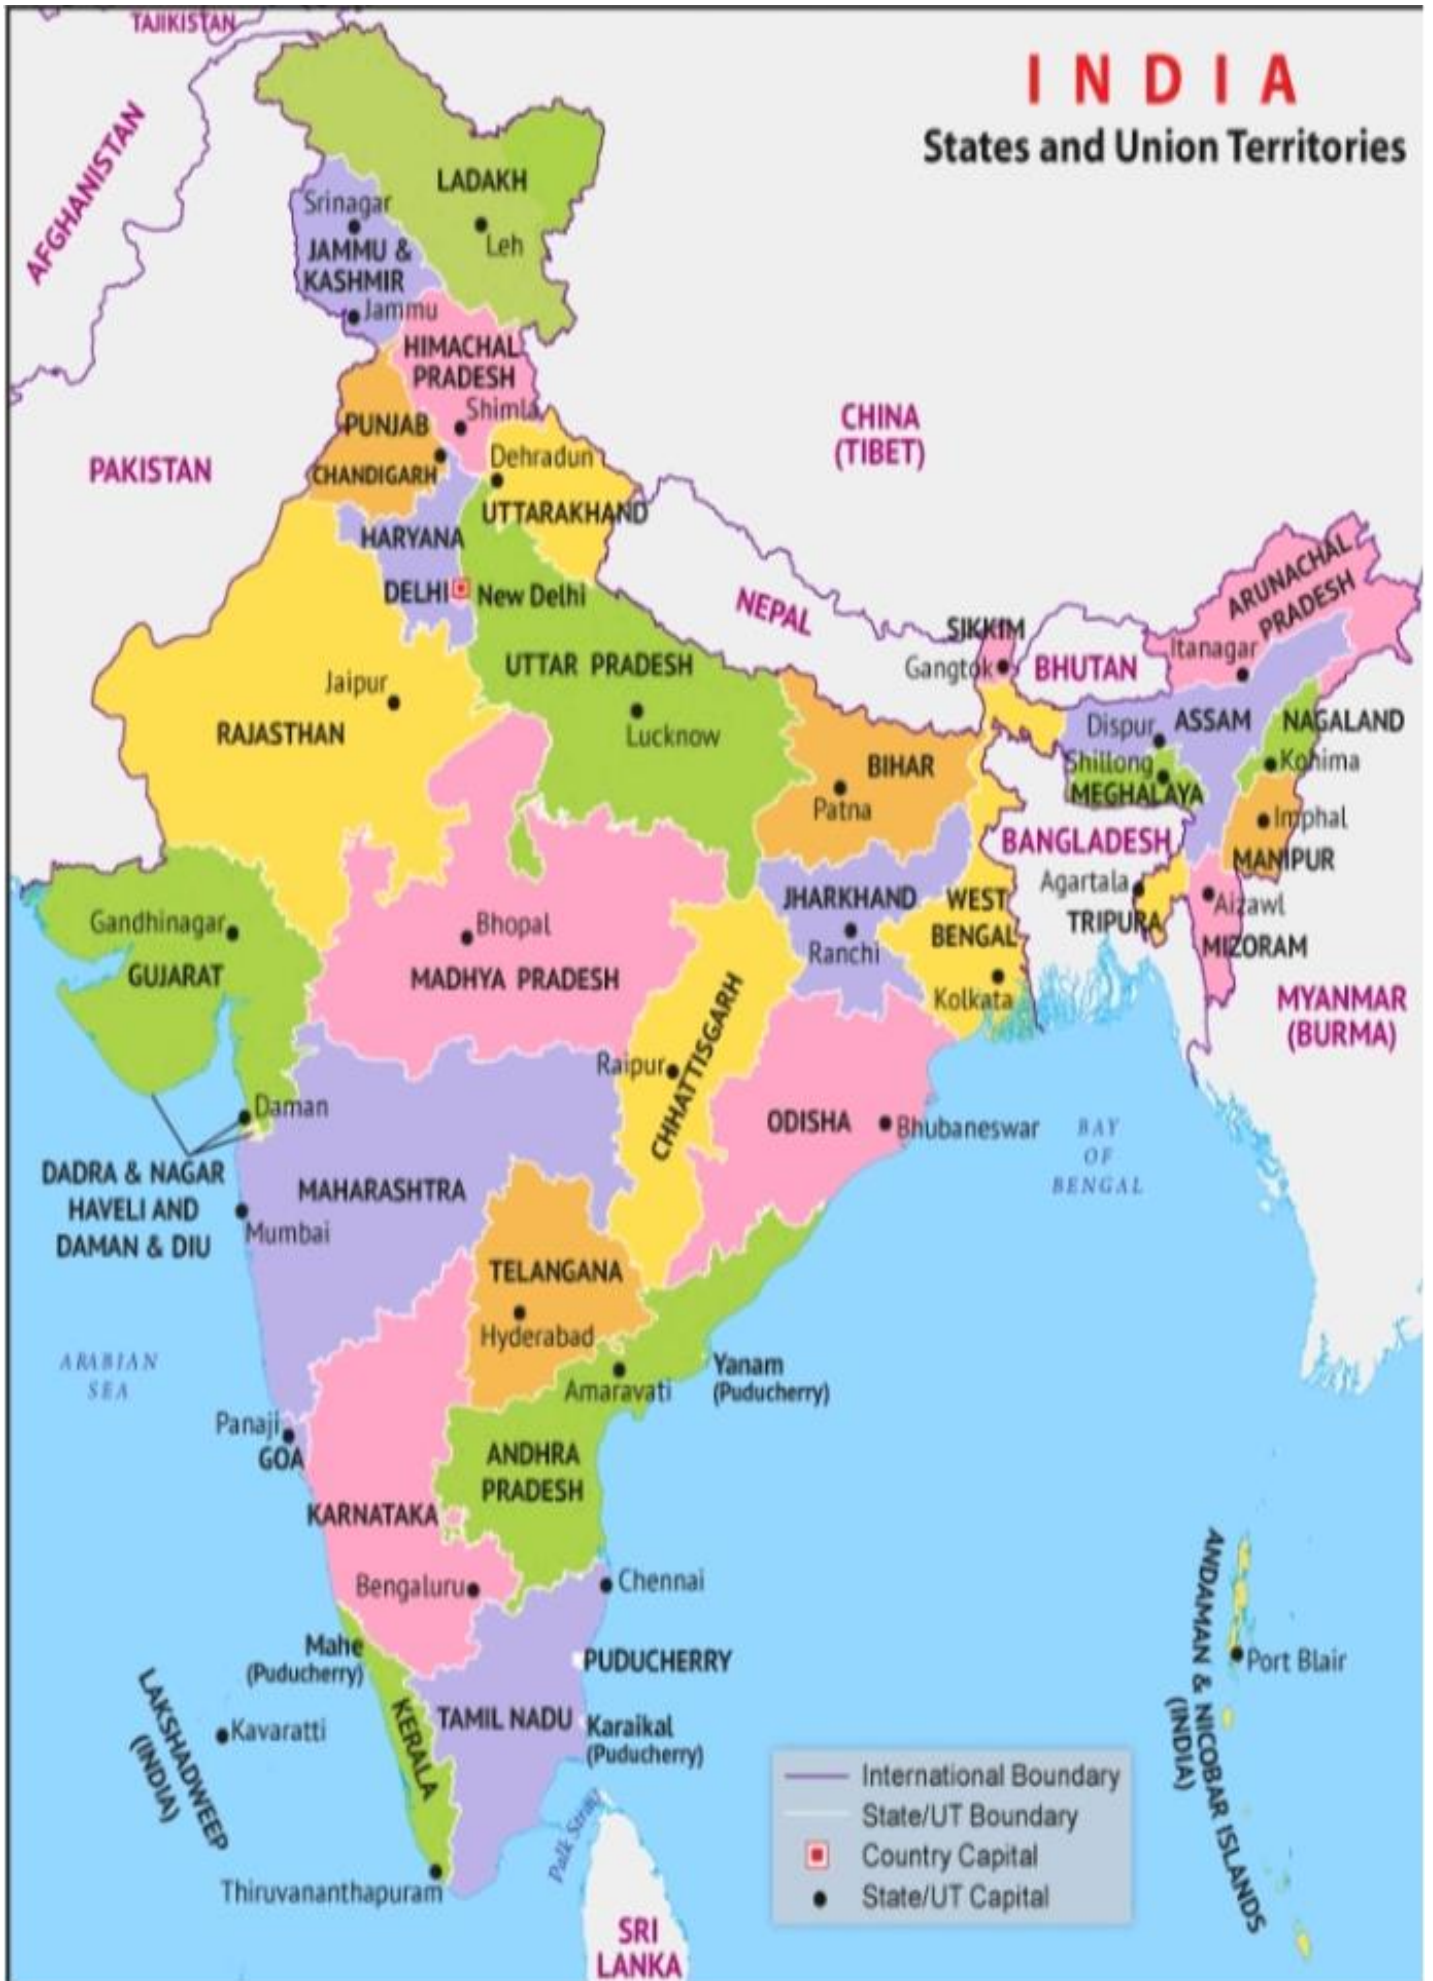 TAJIKISTAN
INDIA
States and Union Territories
AFGHANISTAN
LADAKH
Leh
Srinagar
JAMMU &
KASHMIR
Jammu
HIMACHAL
PRADESH
Shimla
PUNJAB
CHANDIGARH
CHINA
(TIBET)
PAKISTAN
Dehradun
UTTARAKHAND
HARYANA
DELHI
New Delhi
NEPAL
SIKKIM
Gangtok
BHUTAN
ARUNACHAL
PRADESH
Itanagar
UTTAR PRADESH
Lucknow
Jaipur
RAJASTHAN
BIHAR
Patna
Dispur
ASSAM
NAGALAND
Kohima
Shillong
MEGHALAYA
Imphal
MANIPUR
BANGLADESH
Agartala
TRIPURA
Aizawl
MIZORAM
MYANMAR
(BURMA)
JHARKHAND
Ranchi
WEST
BENGAL
Kolkata
Gandhinagar
GUJARAT
Bhopal
MADHYA PRADESH
Raipur
CHHATTISGARH
ODISHA
Bhubaneswar
BAY
OF
BENGAL
Daman
DADRA & NAGAR
HAVELI AND
DAMAN & DIU
MAHARASHTRA
Mumbai
TELANGANA
Hyderabad
ARABIAN
SEA
Amaravati
Yanam
(Puducherry)
Panaji
GOA
ANDHRA
PRADESH
KARNATAKA
Bengaluru
Chennai
Mahe
(Puducherry)
PUDUCHERRY
LAKSHADWEEP
(INDIA)
Kavaratti
KERALA
TAMIL NADU
Karaikal
(Puducherry)
ANDAMAN & NICOBAR ISLANDS
(INDIA)
Port Blair
Palk Strait
Thiruvananthapuram
SRI
LANKA
International Boundary
State/UT Boundary
Country Capital
State/UT Capital